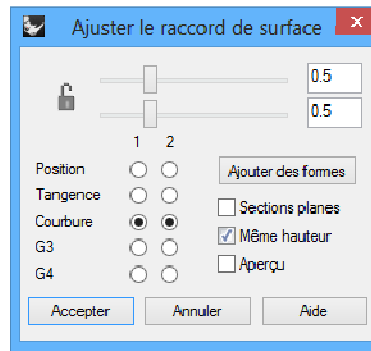 Ajuster le raccord de surface
0.5
0.5
1 2
Position
Tangence
Courbure
G3
G4
Ajouter des formes
Sections planes
Même hauteur
Aperçu
Accepter Annuler Aide